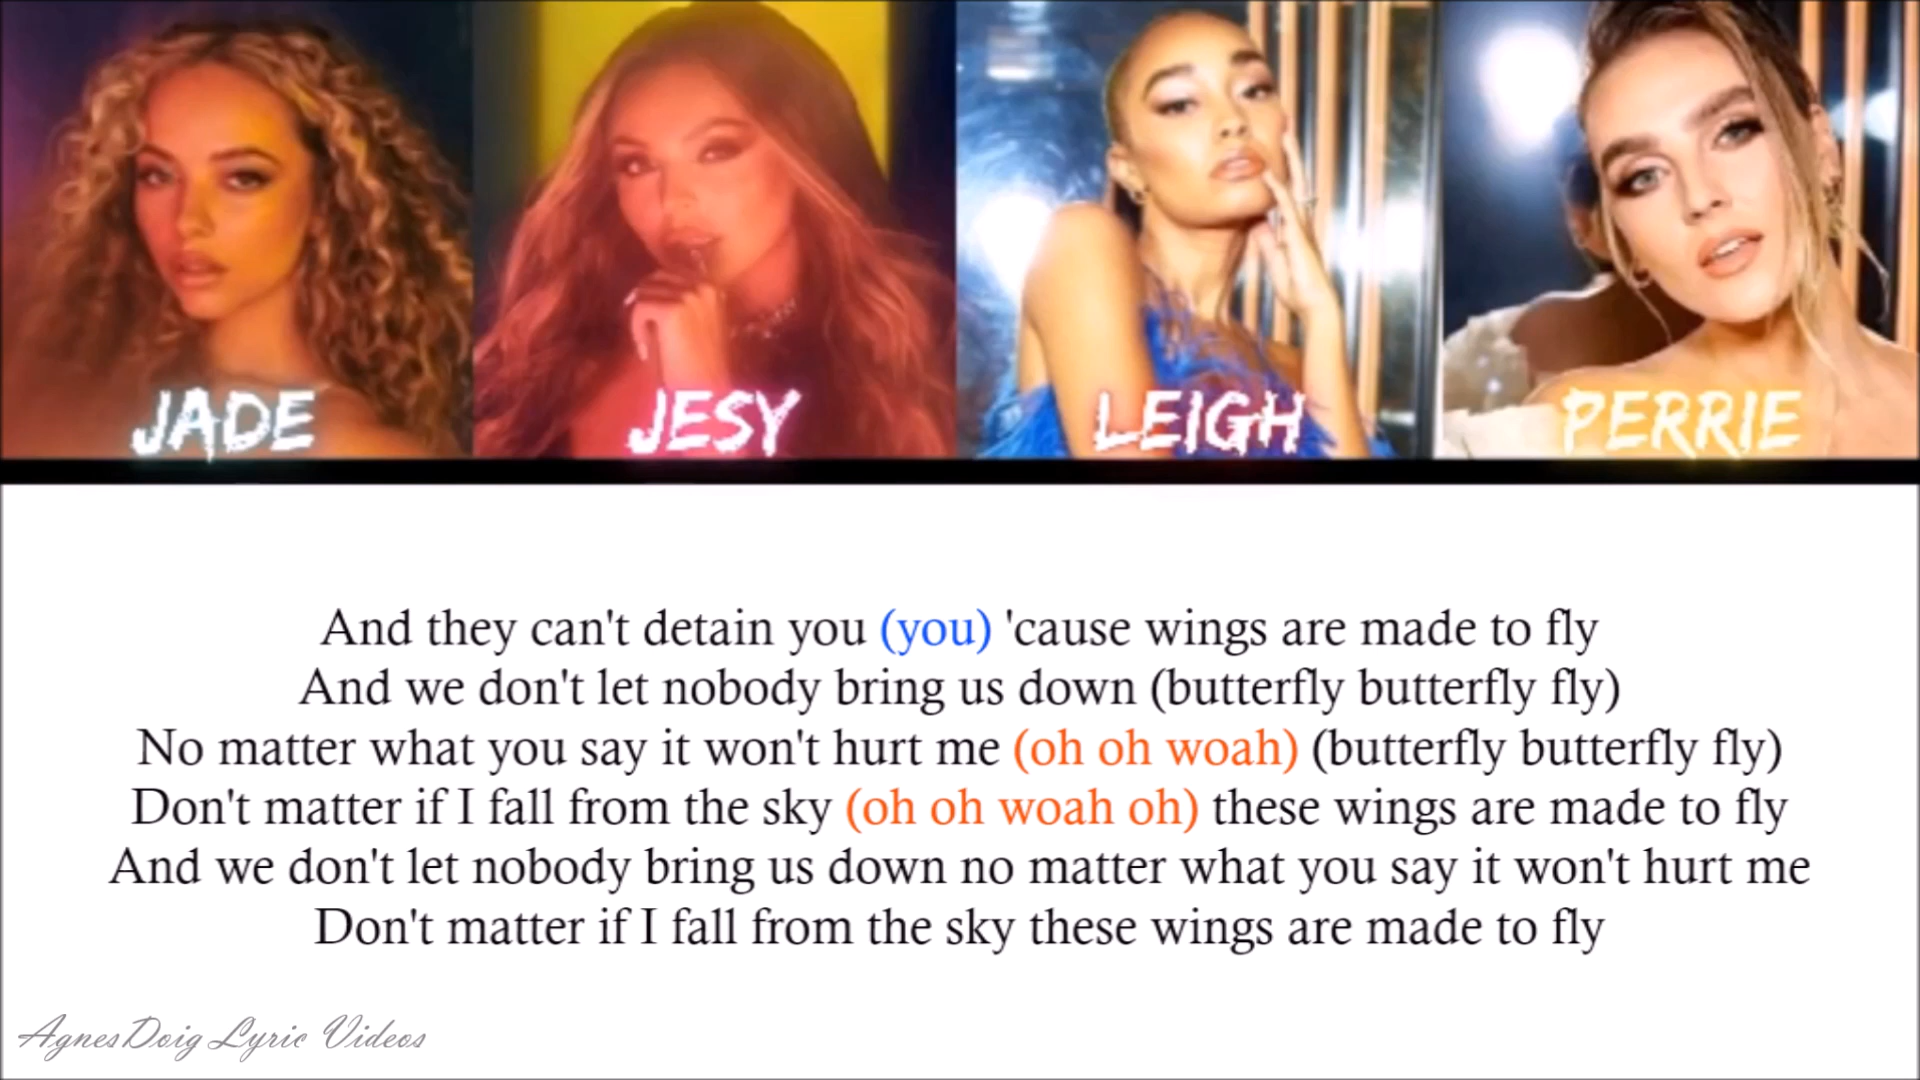 JADE
JESY
LEIGH
PERRIE
And they can't detain you (you) 'cause wings are made to fly
And we don't let nobody bring us down (butterfly butterfly fly)
No matter what you say it won't hurt me (oh oh woah) (butterfly butterfly fly)
Don't matter if I fall from the sky (oh oh woah oh) these wings are made to fly
And we don't let nobody bring us down no matter what you say it won't hurt me
Don't matter if I fall from the sky these wings are made to fly
AgnesDoig Lyric Videos